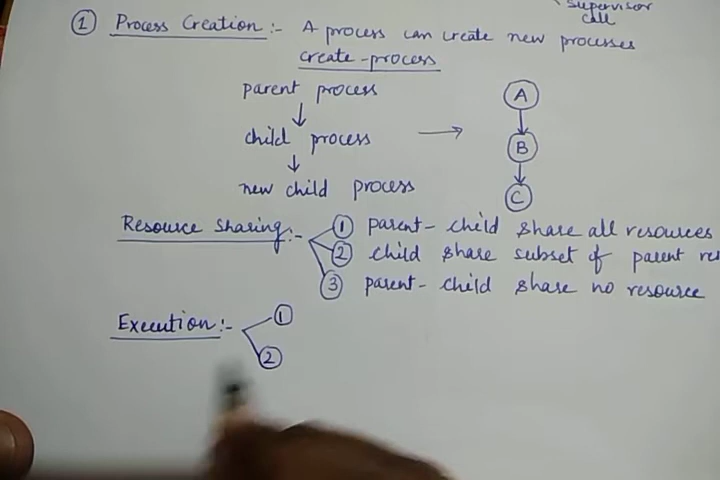 Supervisor
call
① Process Creation :- A process can create new processes
create-process
parent process
child process
new child process
A
B
C
Resource sharing :- ① parent-child share all resources
② child share subset of parent res
③ parent-child share no resource
Execution :- ①
②